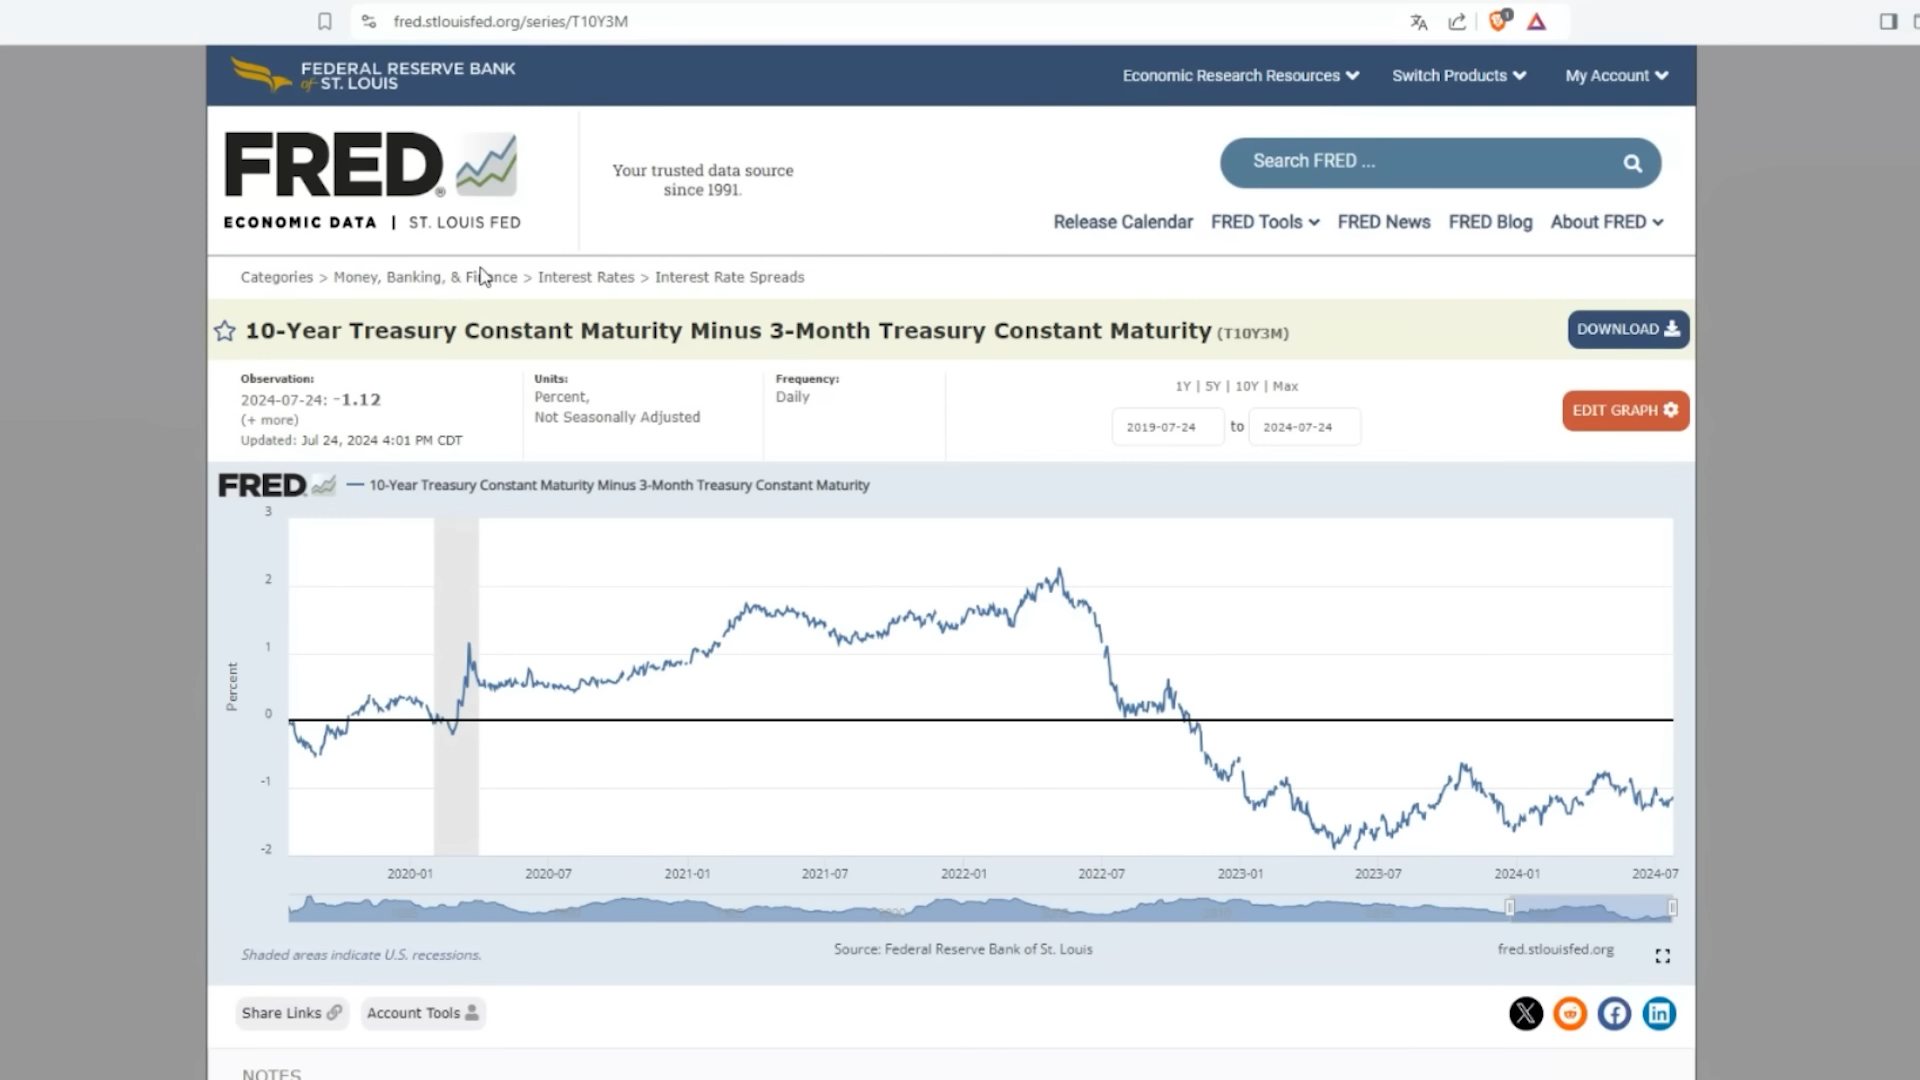 fred.stlouisfed.org/series/T10Y3M
1
FEDERAL RESERVE BANK
of ST. LOUIS
Economic Research Resources
Switch Products
My Account
FRED®
ECONOMIC DATA | ST. LOUIS FED
Your trusted data source
since 1991.
Search FRED ...
Release Calendar
FRED Tools
FRED News
FRED Blog
About FRED
Categories > Money, Banking, & Finance > Interest Rates > Interest Rate Spreads
10-Year Treasury Constant Maturity Minus 3-Month Treasury Constant Maturity (T10Y3M)
DOWNLOAD
Observation:
2024-07-24: -1.12
(+ more)
Updated: Jul 24, 2024 4:01 PM CDT
Units:
Percent,
Not Seasonally Adjusted
Frequency:
Daily
1Y | 5Y | 10Y | Max
2019-07-24 to 2024-07-24
EDIT GRAPH
FRED
10-Year Treasury Constant Maturity Minus 3-Month Treasury Constant Maturity
3
2
1
0
-1
-2
Percent
2020-01
2020-07
2021-01
2021-07
2022-01
2022-07
2023-01
2023-07
2024-01
2024-07
2000
Shaded areas indicate U.S. recessions.
Source: Federal Reserve Bank of St. Louis
fred.stlouisfed.org
Share Links
Account Tools
NOTES